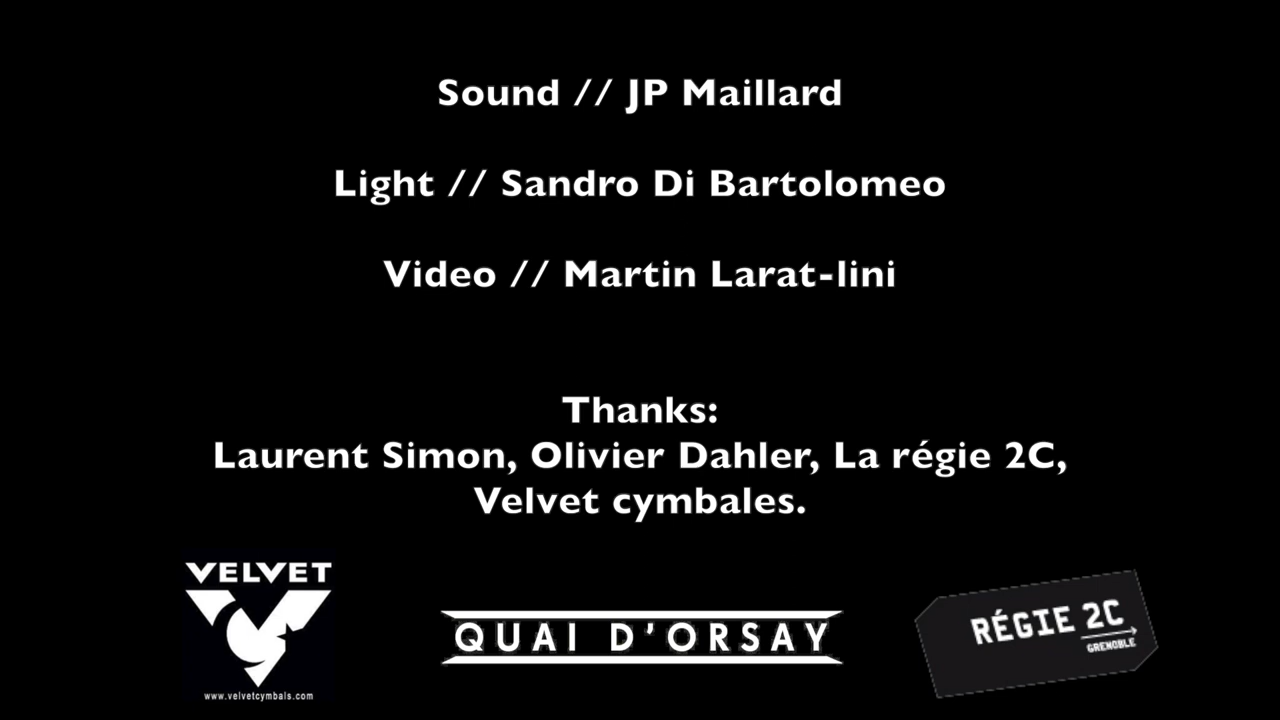 Sound // JP Maillard
Light // Sandro Di Bartolomeo
Video // Martin Larat-lini
Thanks:
Laurent Simon, Olivier Dahler, La régie 2C,
Velvet cymbales.
VELVET
www.velvetcymbals.com
QUAI D'ORSAY
RÉGIE 2C
GRENOBLE